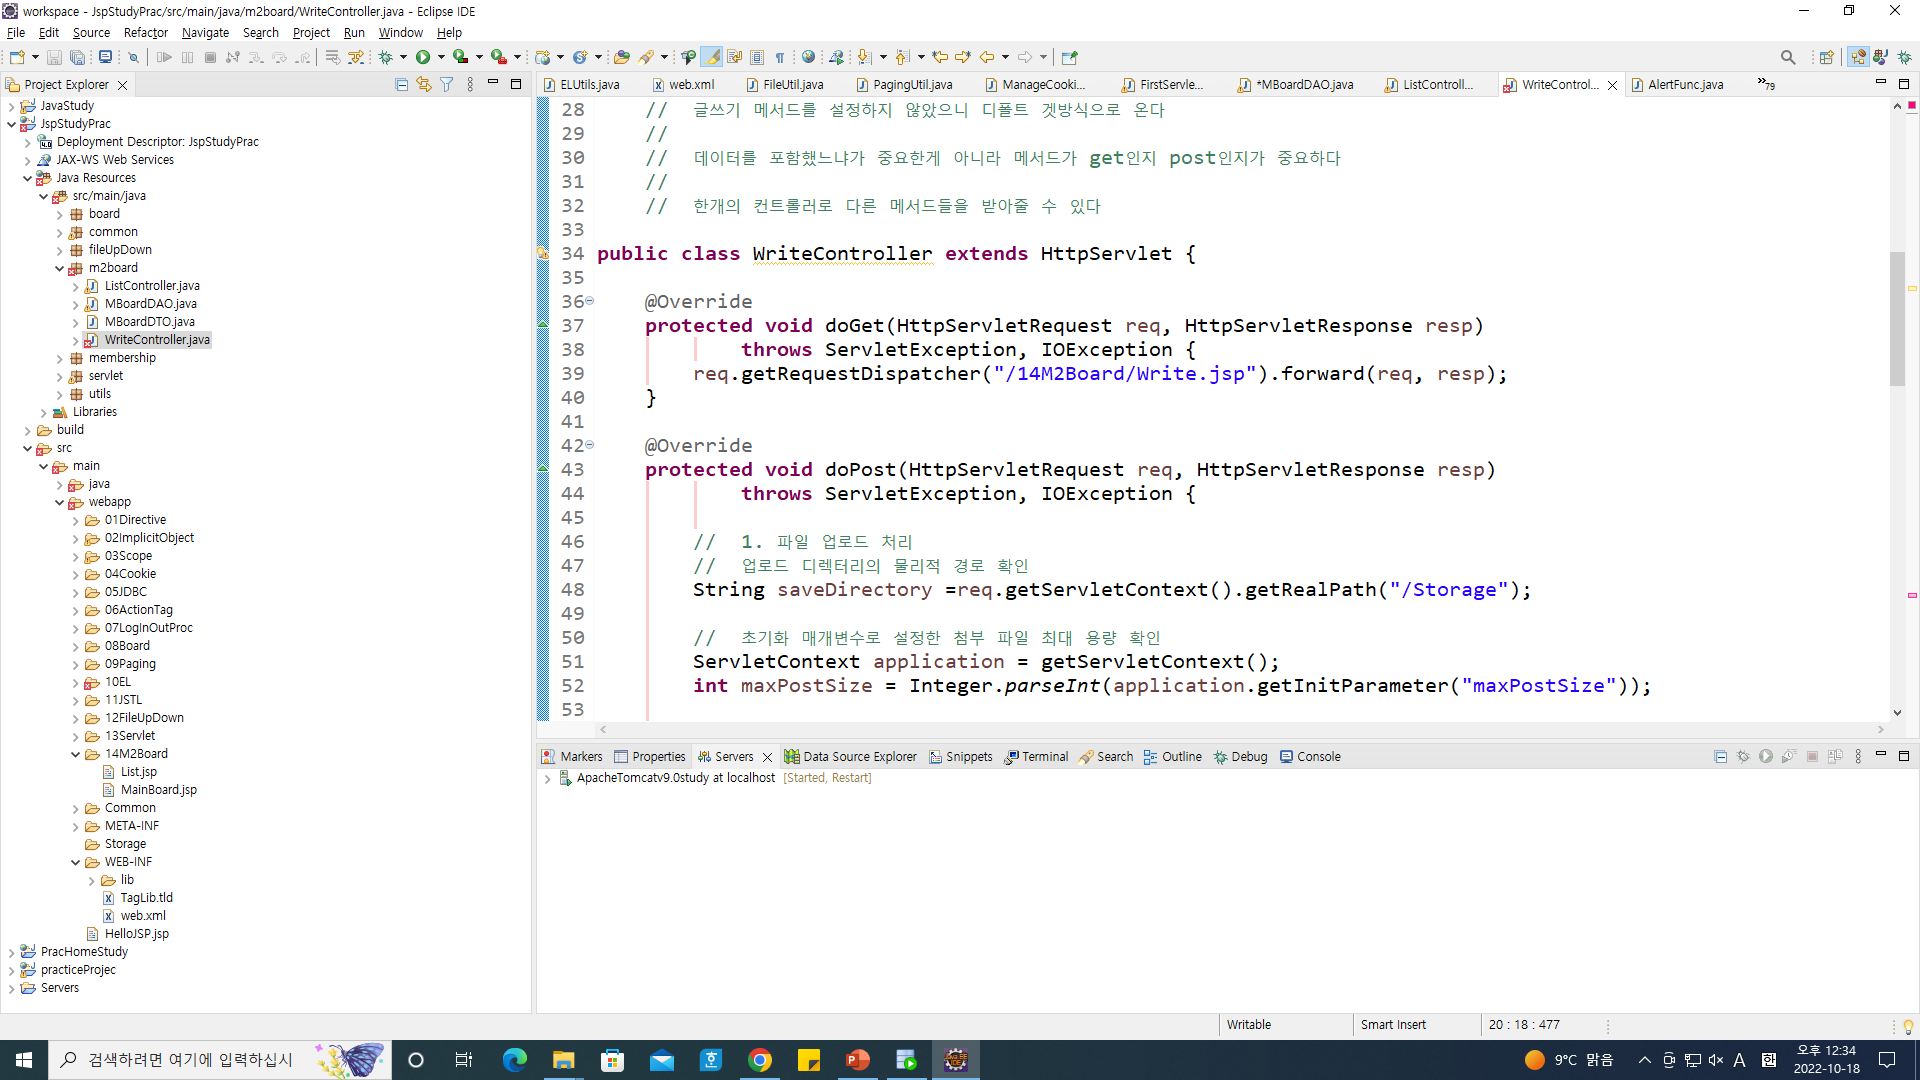 workspace - JspStudyPrac/src/main/java/m2board/WriteController.java - Eclipse IDE
File Edit Source Refactor Navigate Search Project Run Window Help
Project Explorer
JavaStudy
JspStudyPrac
Deployment Descriptor: JspStudyPrac
JAX-WS Web Services
Java Resources
src/main/java
board
common
fileUpDown
m2board
ListController.java
MBoardDAO.java
MBoardDTO.java
WriteController.java
membership
servlet
utils
Libraries
build
src
main
java
webapp
01Directive
02ImplicitObject
03Scope
04Cookie
05JDBC
06ActionTag
07LogInOutProc
08Board
09Paging
10EL
11JSTL
12FileUpDown
13Servlet
14M2Board
List.jsp
MainBoard.jsp
Common
META-INF
Storage
WEB-INF
lib
TagLib.tld
web.xml
HelloJSP.jsp
PracHomeStudy
practiceProjec
Servers
ELUtils.java web.xml FileUtil.java PagingUtil.java ManageCooki... FirstServle... *MBoardDAO.java ListControll... WriteControl... AlertFunc.java »79
28 // 글쓰기 메서드를 설정하지 않았으니 디폴트 겟방식으로 온다
29 //
30 // 데이터를 포함했느냐가 중요한게 아니라 메서드가 get인지 post인지가 중요하다
31 //
32 // 한개의 컨트롤러로 다른 메서드들을 받아줄 수 있다
33
34 public class WriteController extends HttpServlet {
35
36 @Override
37 protected void doGet(HttpServletRequest req, HttpServletResponse resp)
38 throws ServletException, IOException {
39 req.getRequestDispatcher("/14M2Board/Write.jsp").forward(req, resp);
40 }
41
42 @Override
43 protected void doPost(HttpServletRequest req, HttpServletResponse resp)
44 throws ServletException, IOException {
45
46 // 1. 파일 업로드 처리
47 // 업로드 디렉터리의 물리적 경로 확인
48 String saveDirectory =req.getServletContext().getRealPath("/Storage");
49
50 // 초기화 매개변수로 설정한 첨부 파일 최대 용량 확인
51 ServletContext application = getServletContext();
52 int maxPostSize = Integer.parseInt(application.getInitParameter("maxPostSize"));
53
Markers Properties Servers Data Source Explorer Snippets Terminal Search Outline Debug Console
ApacheTomcatv9.0study at localhost [Started, Restart]
Writable Smart Insert 20 : 18 : 477
검색하려면 여기에 입력하십시 9°C 맑음 A 한 오후 12:34
2022-10-18